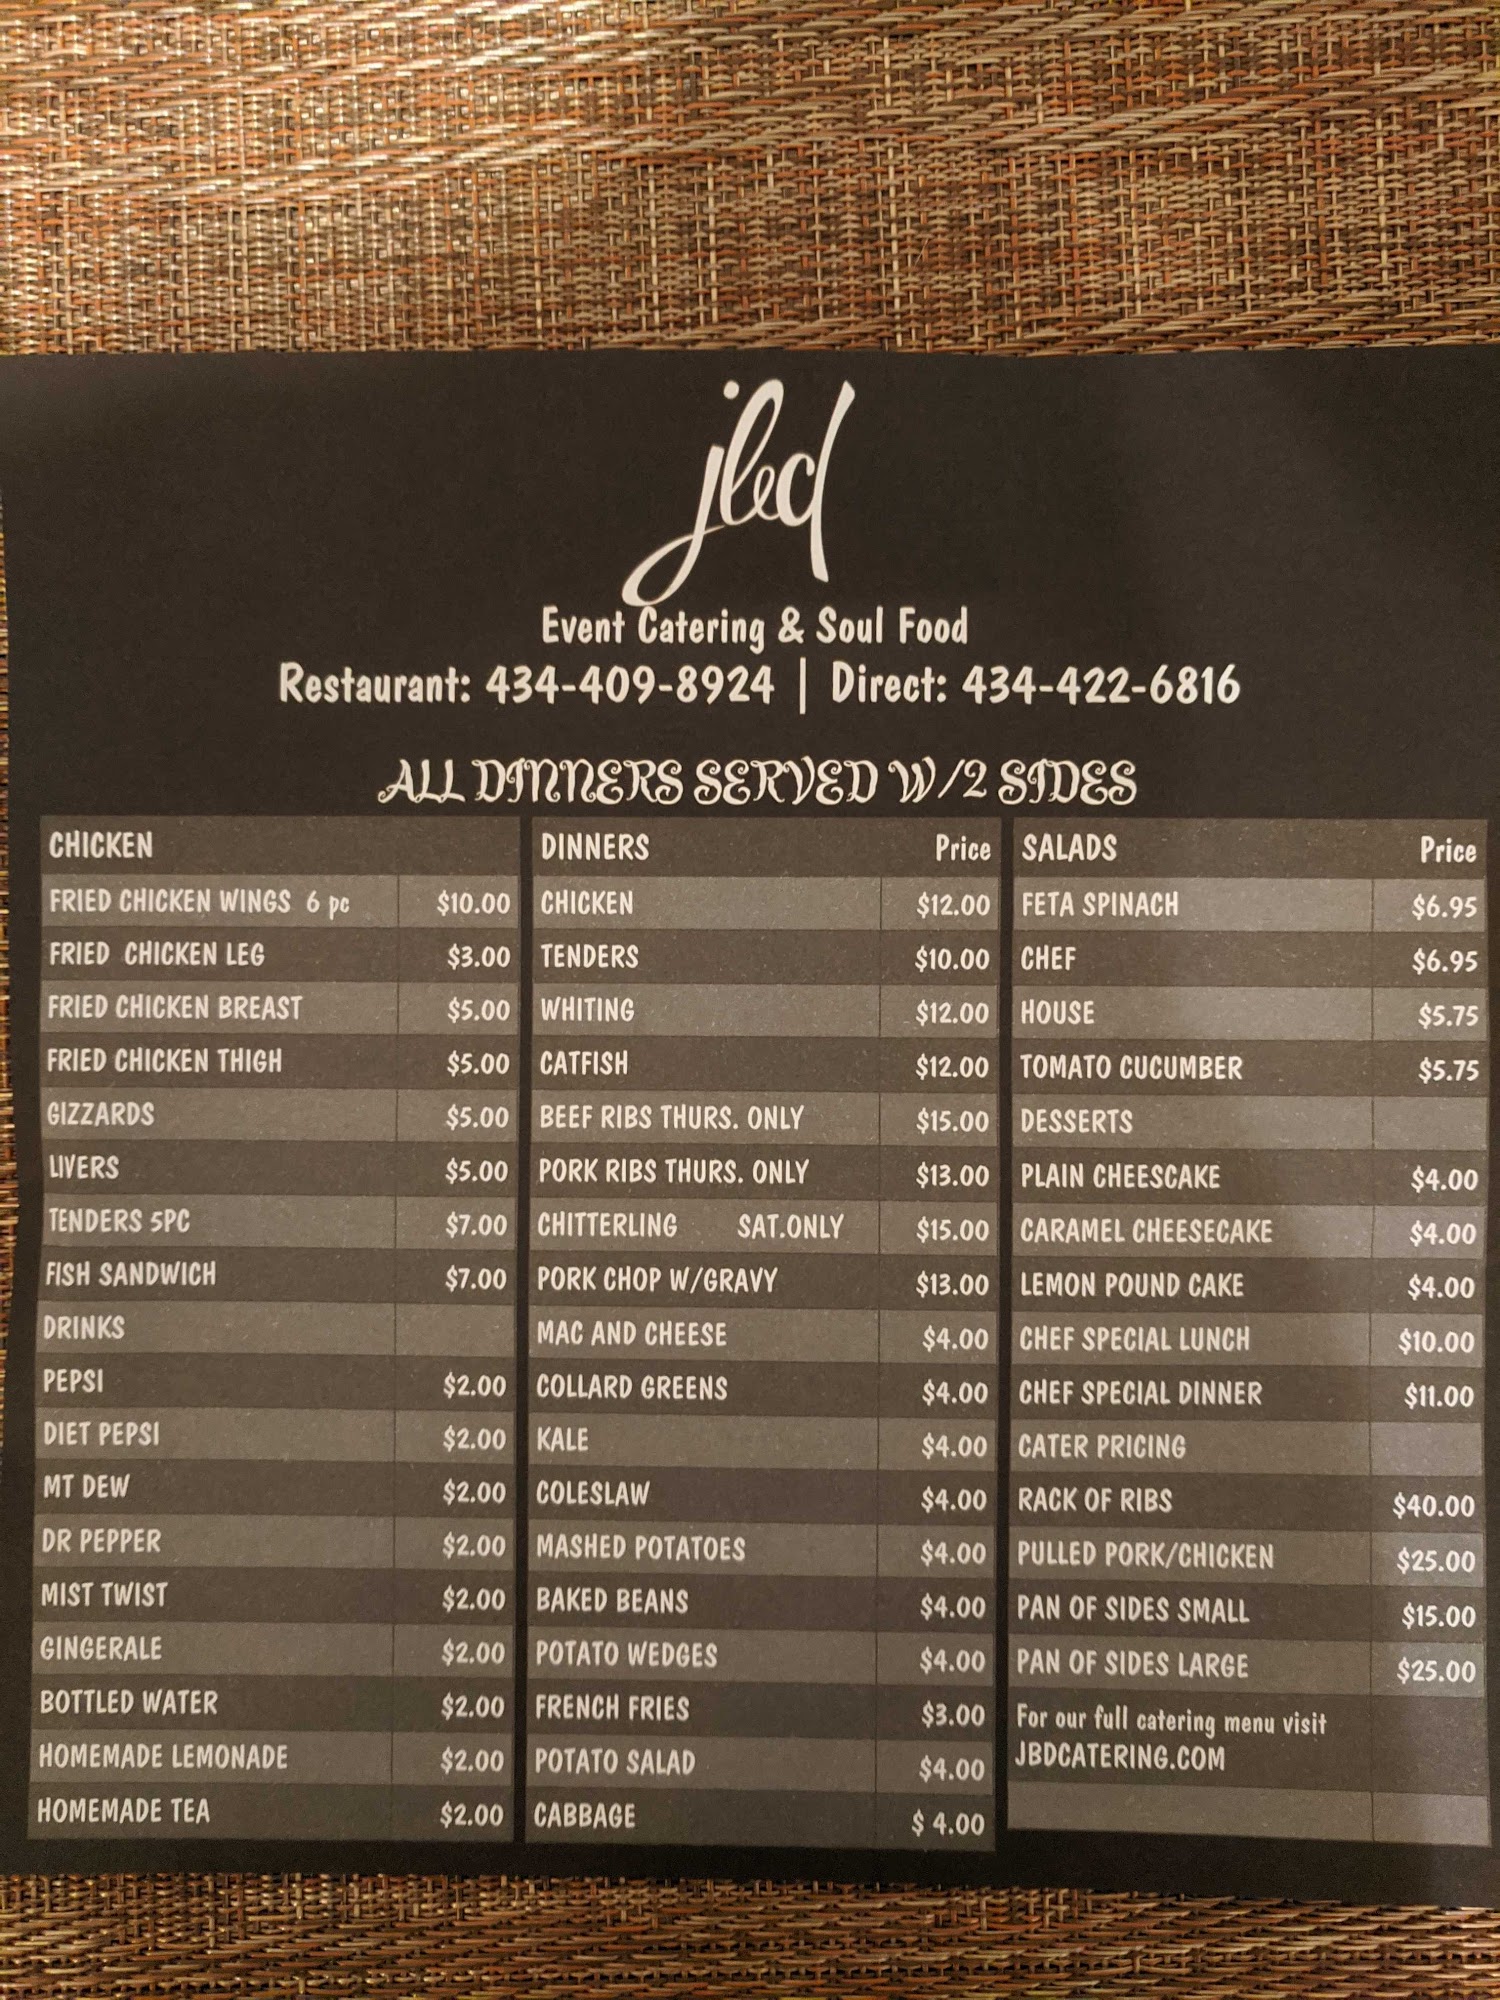 jbd
Event Catering & Soul Food
Restaurant: 434-409-8924 | Direct: 434-422-6816
ALL DINNERS SERVED W/2 SIDES
CHICKEN
FRIED CHICKEN WINGS 6 pc $10.00
FRIED CHICKEN LEG $3.00
FRIED CHICKEN BREAST $5.00
FRIED CHICKEN THIGH $5.00
GIZZARDS $5.00
LIVERS $5.00
TENDERS 5PC $7.00
FISH SANDWICH $7.00
DRINKS
PEPSI $2.00
DIET PEPSI $2.00
MT DEW $2.00
DR PEPPER $2.00
MIST TWIST $2.00
GINGERALE $2.00
BOTTLED WATER $2.00
HOMEMADE LEMONADE $2.00
HOMEMADE TEA $2.00
DINNERS Price
CHICKEN $12.00
TENDERS $10.00
WHITING $12.00
CATFISH $12.00
BEEF RIBS THURS. ONLY $15.00
PORK RIBS THURS. ONLY $13.00
CHITTERLING SAT.ONLY $15.00
PORK CHOP W/GRAVY $13.00
MAC AND CHEESE $4.00
COLLARD GREENS $4.00
KALE $4.00
COLESLAW $4.00
MASHED POTATOES $4.00
BAKED BEANS $4.00
POTATO WEDGES $4.00
FRENCH FRIES $3.00
POTATO SALAD $4.00
CABBAGE $ 4.00
SALADS Price
FETA SPINACH $6.95
CHEF $6.95
HOUSE $5.75
TOMATO CUCUMBER $5.75
DESSERTS
PLAIN CHEESCAKE $4.00
CARAMEL CHEESECAKE $4.00
LEMON POUND CAKE $4.00
CHEF SPECIAL LUNCH $10.00
CHEF SPECIAL DINNER $11.00
CATER PRICING
RACK OF RIBS $40.00
PULLED PORK/CHICKEN $25.00
PAN OF SIDES SMALL $15.00
PAN OF SIDES LARGE $25.00
For our full catering menu visit
JBDCATERING.COM